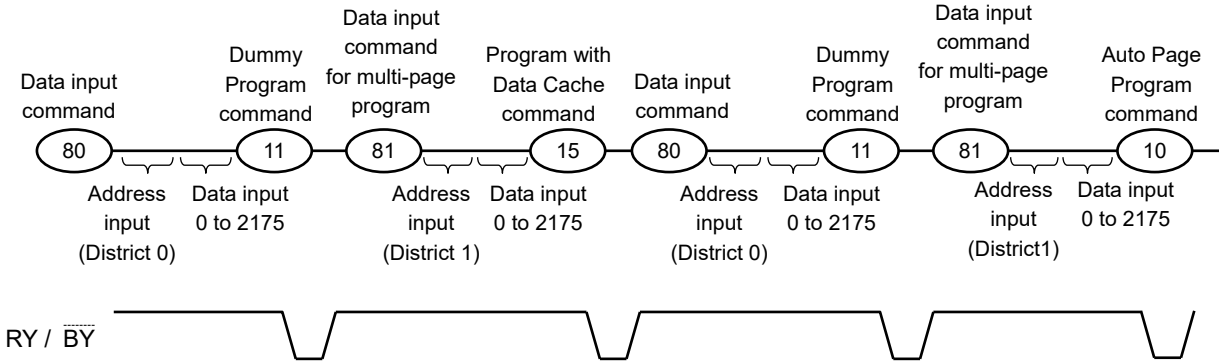 Data input
command
80
Address
input
(District 0)
Data input
0 to 2175
Dummy
Program
command
11
Data input
command
for multi-page
program
81
Address
input
(District 1)
Data input
0 to 2175
Program with
Data Cache
command
15
Data input
command
80
Address
input
(District 0)
Data input
0 to 2175
Dummy
Program
command
11
Data input
command
for multi-page
program
81
Address
input
(District1)
Data input
0 to 2175
Auto Page
Program
command
10
RY / BY